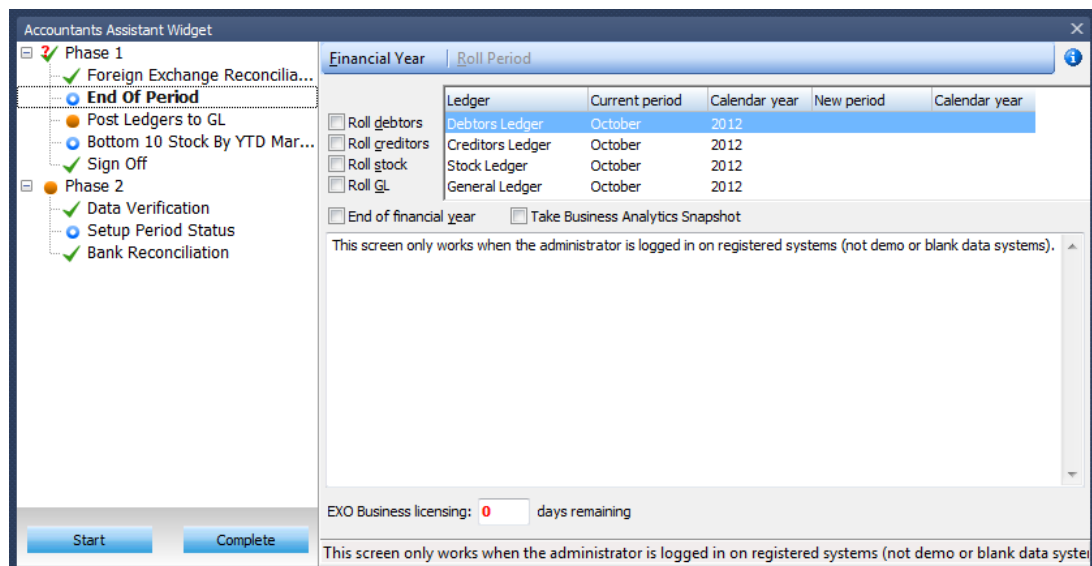 Accountants Assistant Widget
Phase 1
Foreign Exchange Reconcilia...
End Of Period
Post Ledgers to GL
Bottom 10 Stock By YTD Mar...
Sign Off
Phase 2
Data Verification
Setup Period Status
Bank Reconciliation
Start Complete
Financial Year Roll Period
Ledger Current period Calendar year New period Calendar year
Roll debtors Debtors Ledger October 2012
Roll creditors Creditors Ledger October 2012
Roll stock Stock Ledger October 2012
Roll GL General Ledger October 2012
End of financial year Take Business Analytics Snapshot
This screen only works when the administrator is logged in on registered systems (not demo or blank data systems).
EXO Business licensing: 0 days remaining
This screen only works when the administrator is logged in on registered systems (not demo or blank data syste